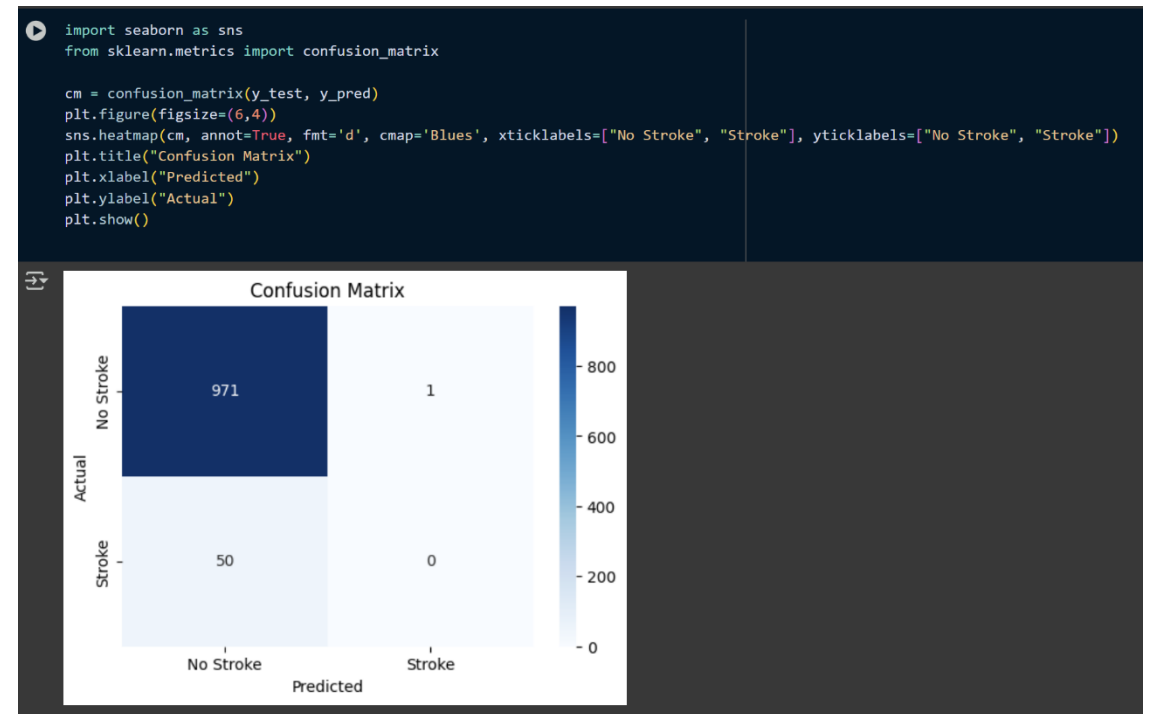 import seaborn as sns
from sklearn.metrics import confusion_matrix
cm = confusion_matrix(y_test, y_pred)
plt.figure(figsize=(6,4))
sns.heatmap(cm, annot=True, fmt='d', cmap='Blues', xticklabels=["No Stroke", "Stroke"], yticklabels=["No Stroke", "Stroke"])
plt.title("Confusion Matrix")
plt.xlabel("Predicted")
plt.ylabel("Actual")
plt.show()
Confusion Matrix
Actual
No Stroke
971
1
Stroke
50
0
No Stroke
Stroke
Predicted
800
600
400
200
0